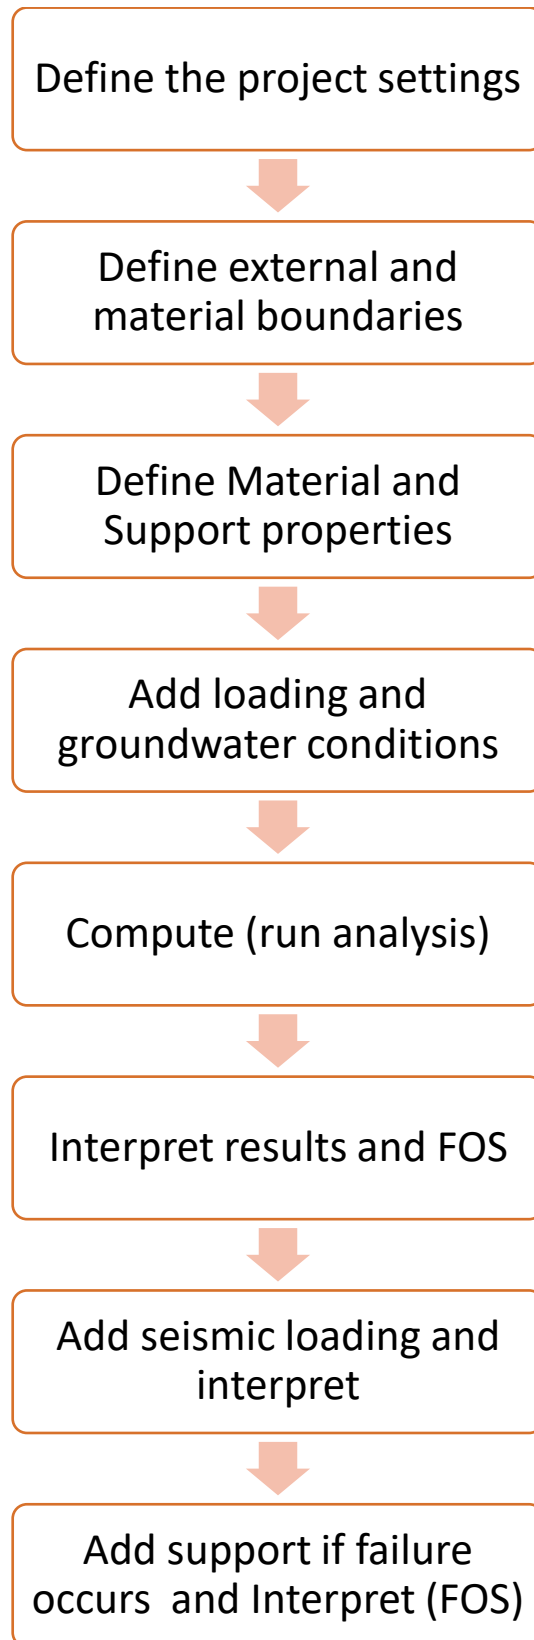 Define the project settings
Define external and
material boundaries
Define Material and
Support properties
Add loading and
groundwater conditions
Compute (run analysis)
Interpret results and FOS
Add seismic loading and
interpret
Add support if failure
occurs  and Interpret (FOS)